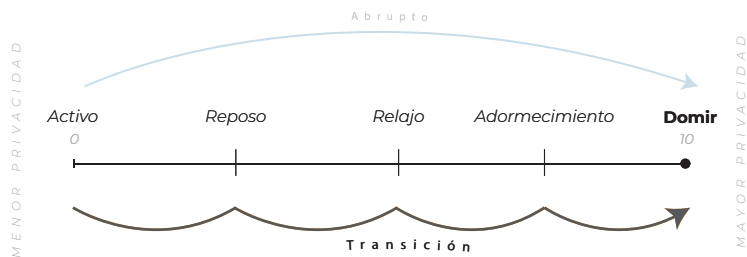 Abrupto
MENOR PRIVACIDAD
Activo
Reposo
Relajo
Adormecimiento
Domir
0
10
Transición
MAYOR PRIVACIDAD